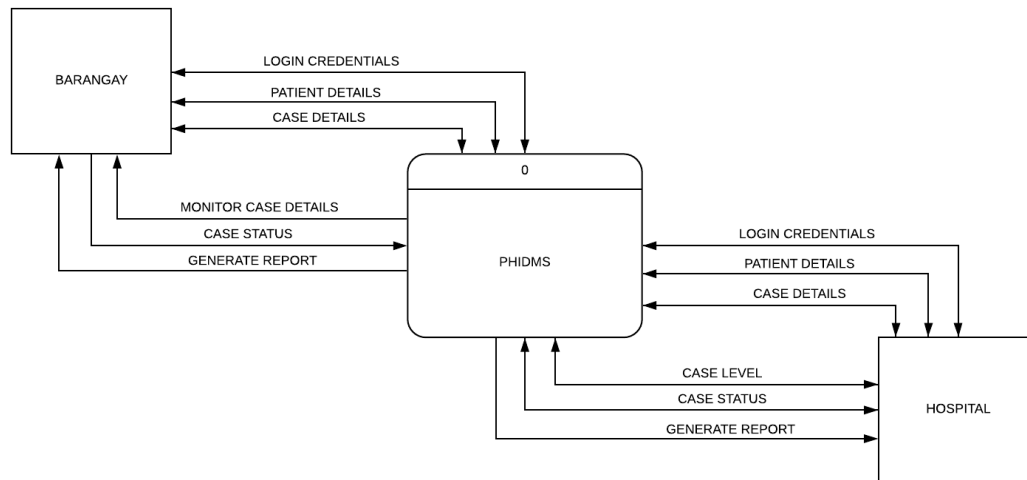 BARANGAY
LOGIN CREDENTIALS
PATIENT DETAILS
CASE DETAILS
0
MONITOR CASE DETAILS
CASE STATUS
GENERATE REPORT
PHIDMS
LOGIN CREDENTIALS
PATIENT DETAILS
CASE DETAILS
CASE LEVEL
CASE STATUS
GENERATE REPORT
HOSPITAL